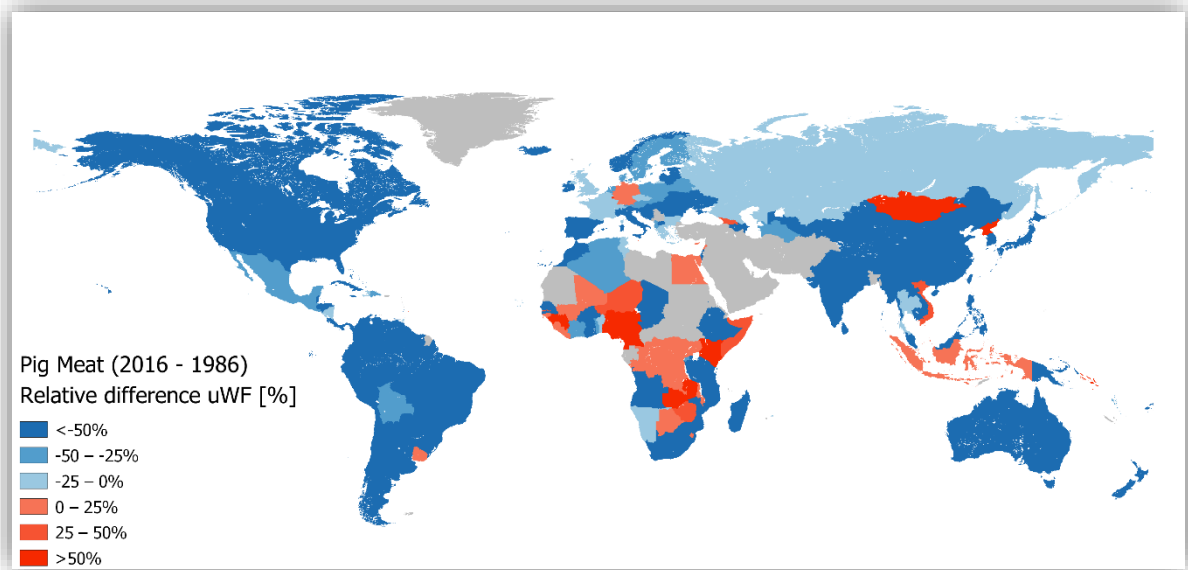 Pig Meat (2016 - 1986)
Relative difference uWF [%]
<-50%
-50 – -25%
-25 – 0%
0 – 25%
25 – 50%
>50%